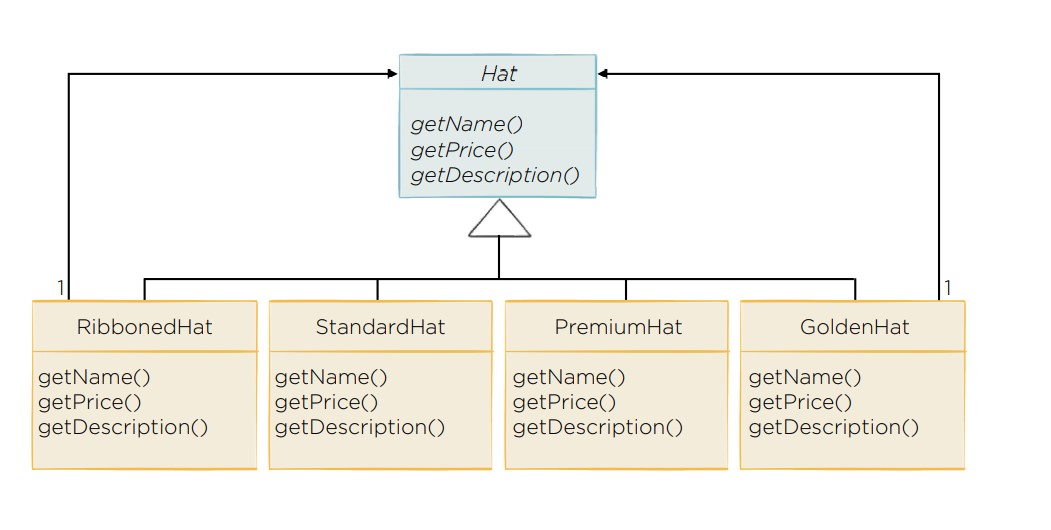 Hat
getName()
getPrice()
getDescription()
1
1
RibbonedHat
StandardHat
PremiumHat
GoldenHat
getName()
getPrice()
getDescription()
getName()
getPrice()
getDescription()
getName()
getPrice()
getDescription()
getName()
getPrice()
getDescription()